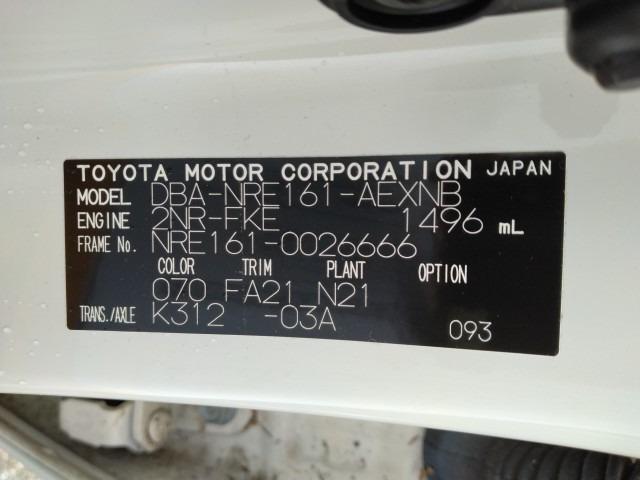 TOYOTA MOTOR CORPORATION JAPAN
MODEL DBA-NRE161-AEXNB
ENGINE 2NR-FKE 1496 mL
FRAME No. NRE161-0026666
COLOR TRIM PLANT OPTION
070 FA21 N21
TRANS./AXLE K312 -03A
093